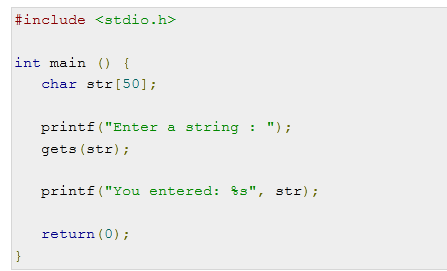 #include <stdio.h>
int main () {
char str[50];
printf("Enter a string : ");
gets(str);
printf("You entered: %s", str);
return(0);
}